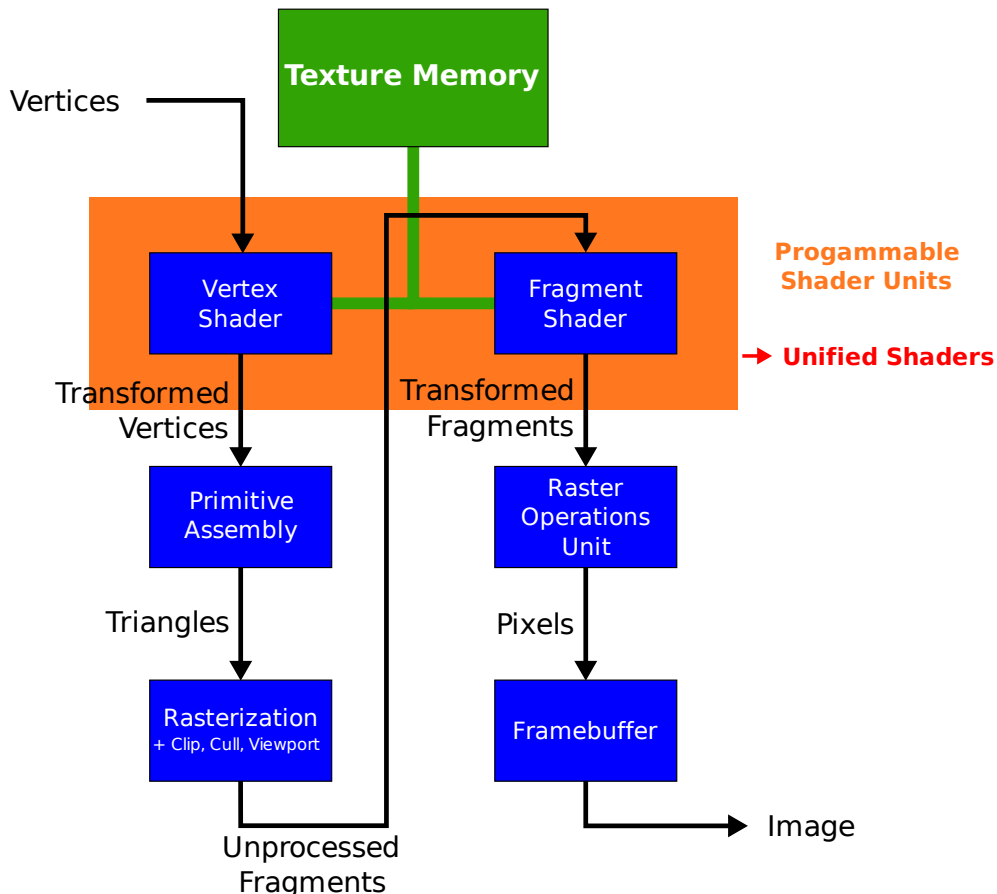 Texture Memory
Vertices
Vertex
Shader
Fragment
Shader
Progammable
Shader Units
Unified Shaders
Transformed
Vertices
Transformed
Fragments
Primitive
Assembly
Raster
Operations
Unit
Triangles
Pixels
Rasterization
+ Clip, Cull, Viewport
Framebuffer
Unprocessed
Fragments
Image